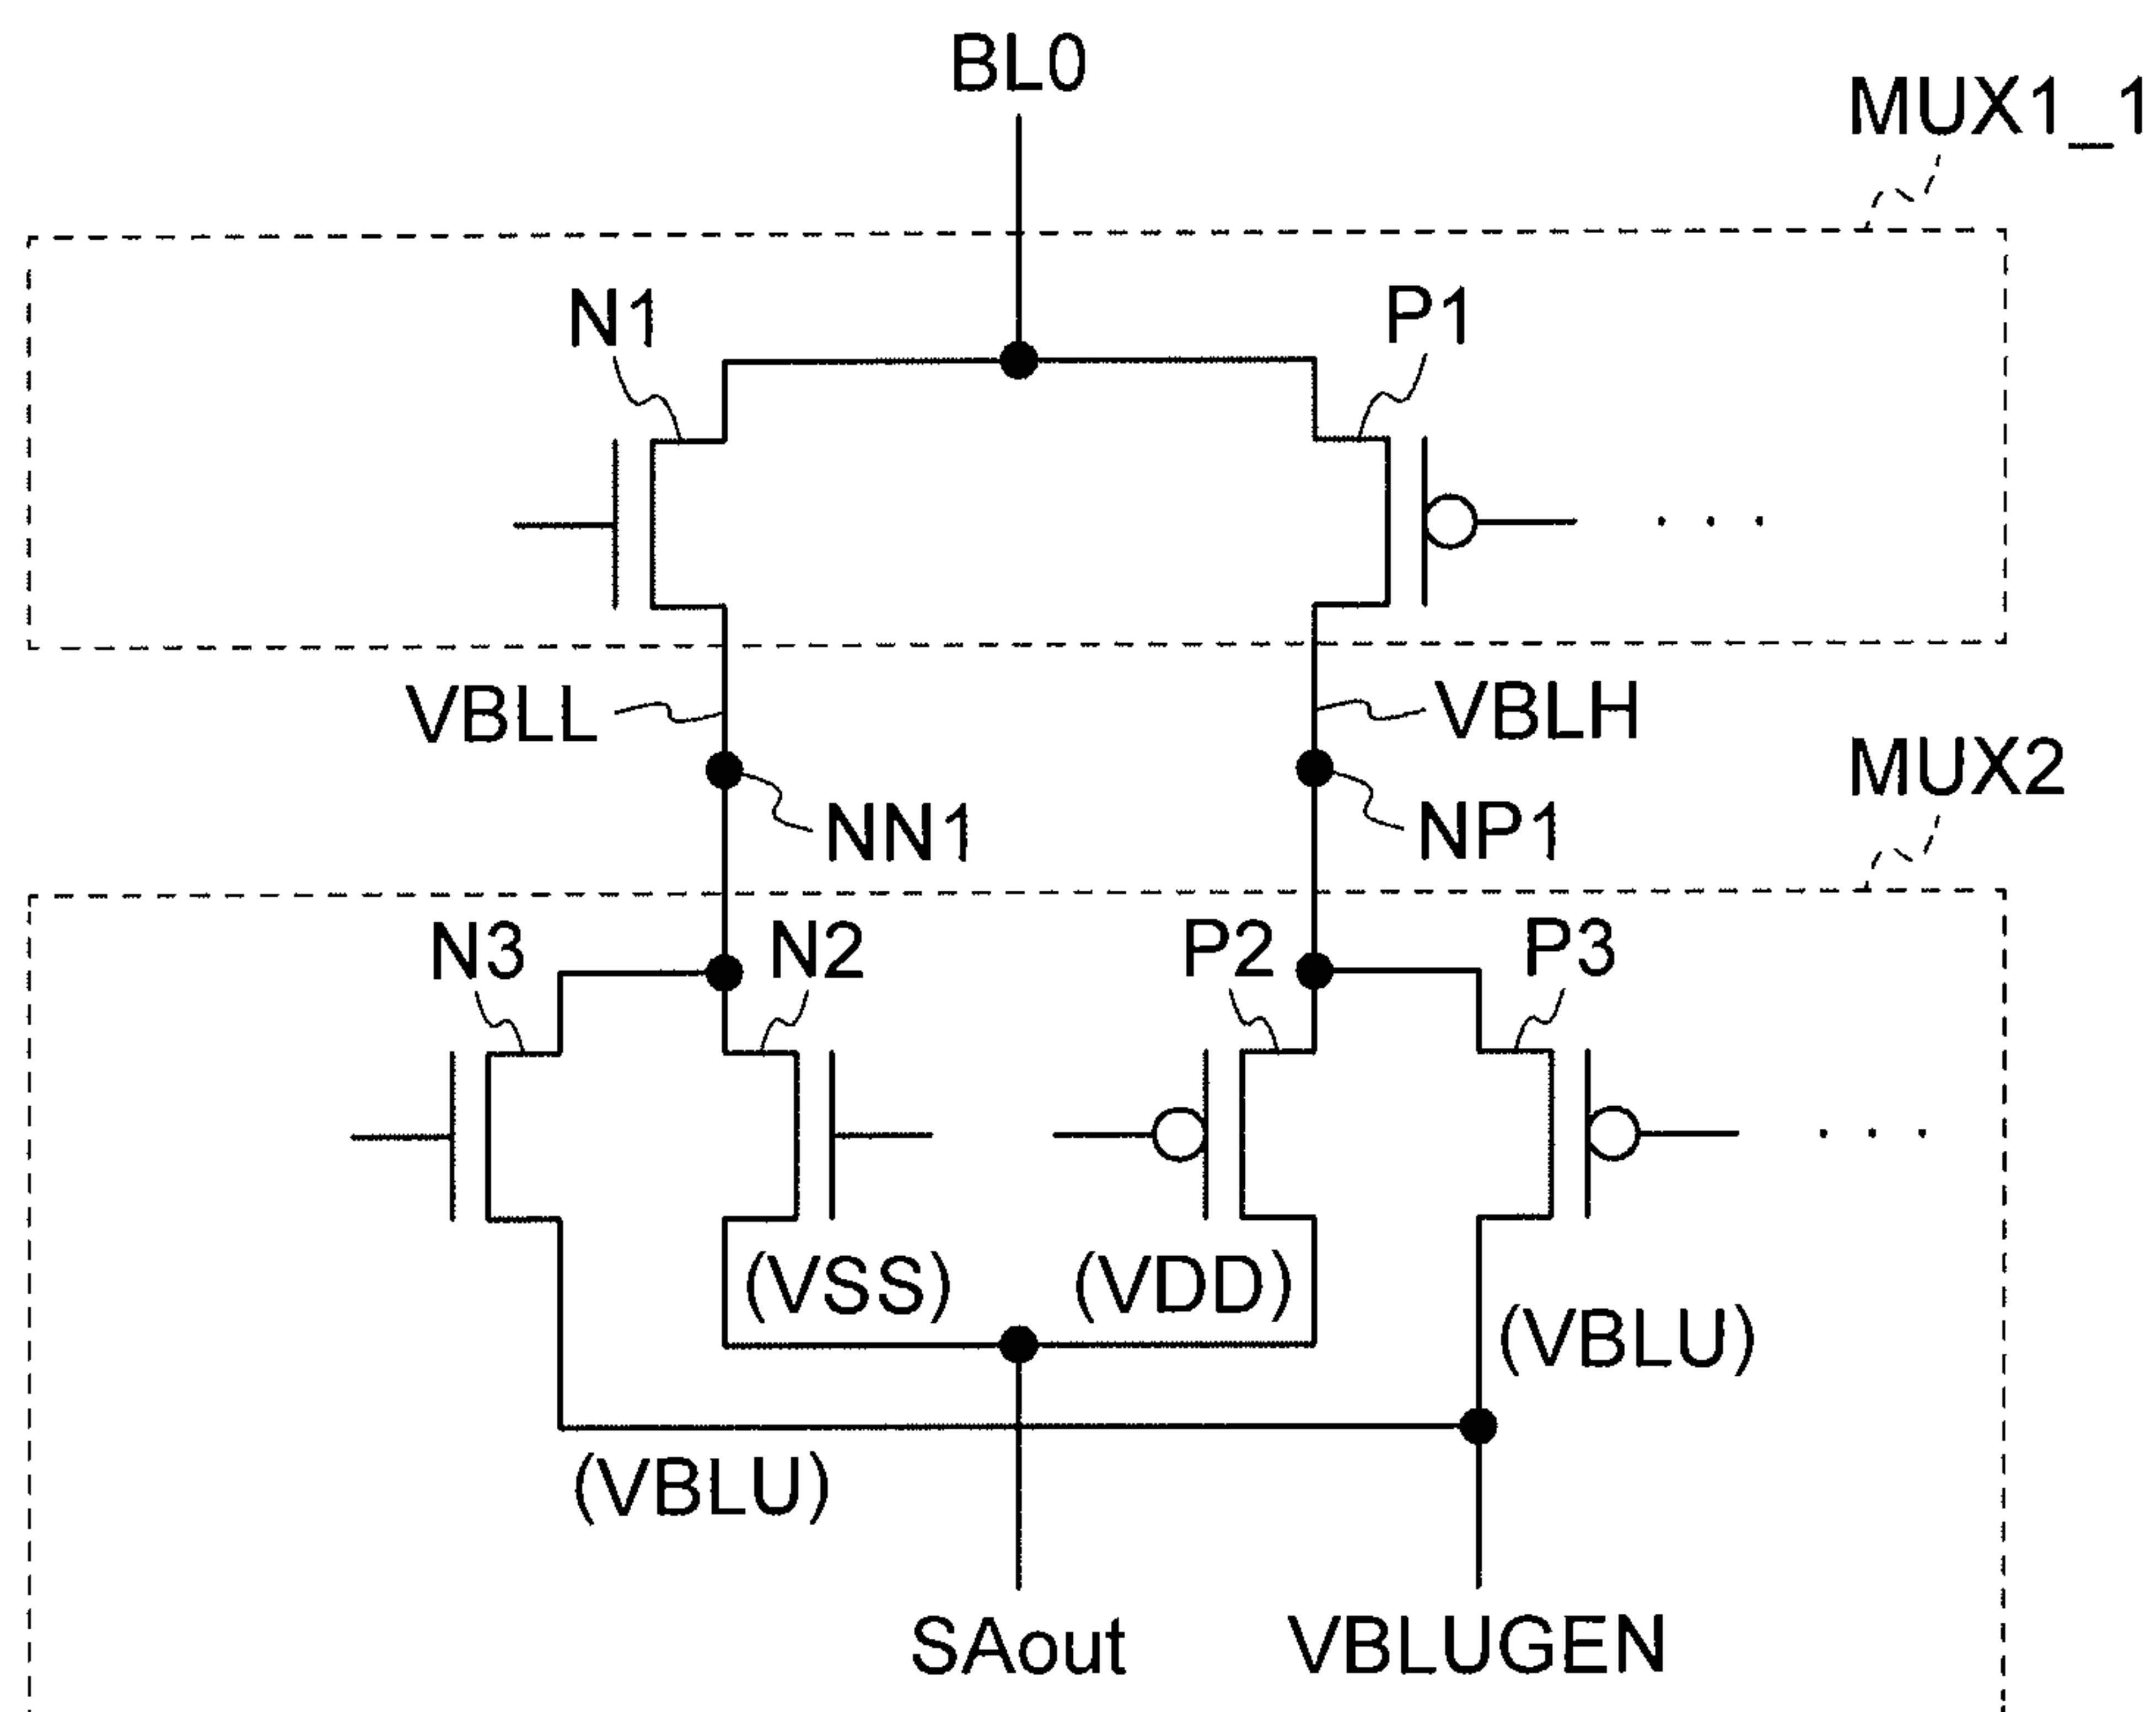 BL0
MUX1_1
N1
P1
VBLL
VBLH
MUX2
NN1
NP1
N3
N2
P2
P3
(VSS)
(VDD)
(VBLU)
(VBLU)
SAout
VBLUGEN